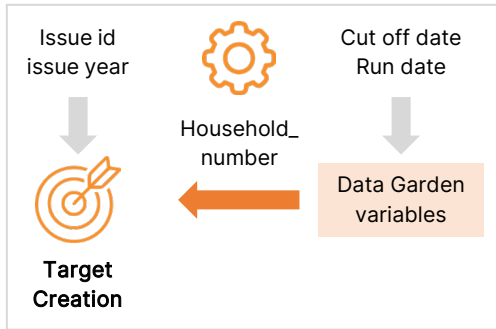 Issue id
issue year
Cut off date
Run date
Household_
number
Data Garden
variables
Target
Creation